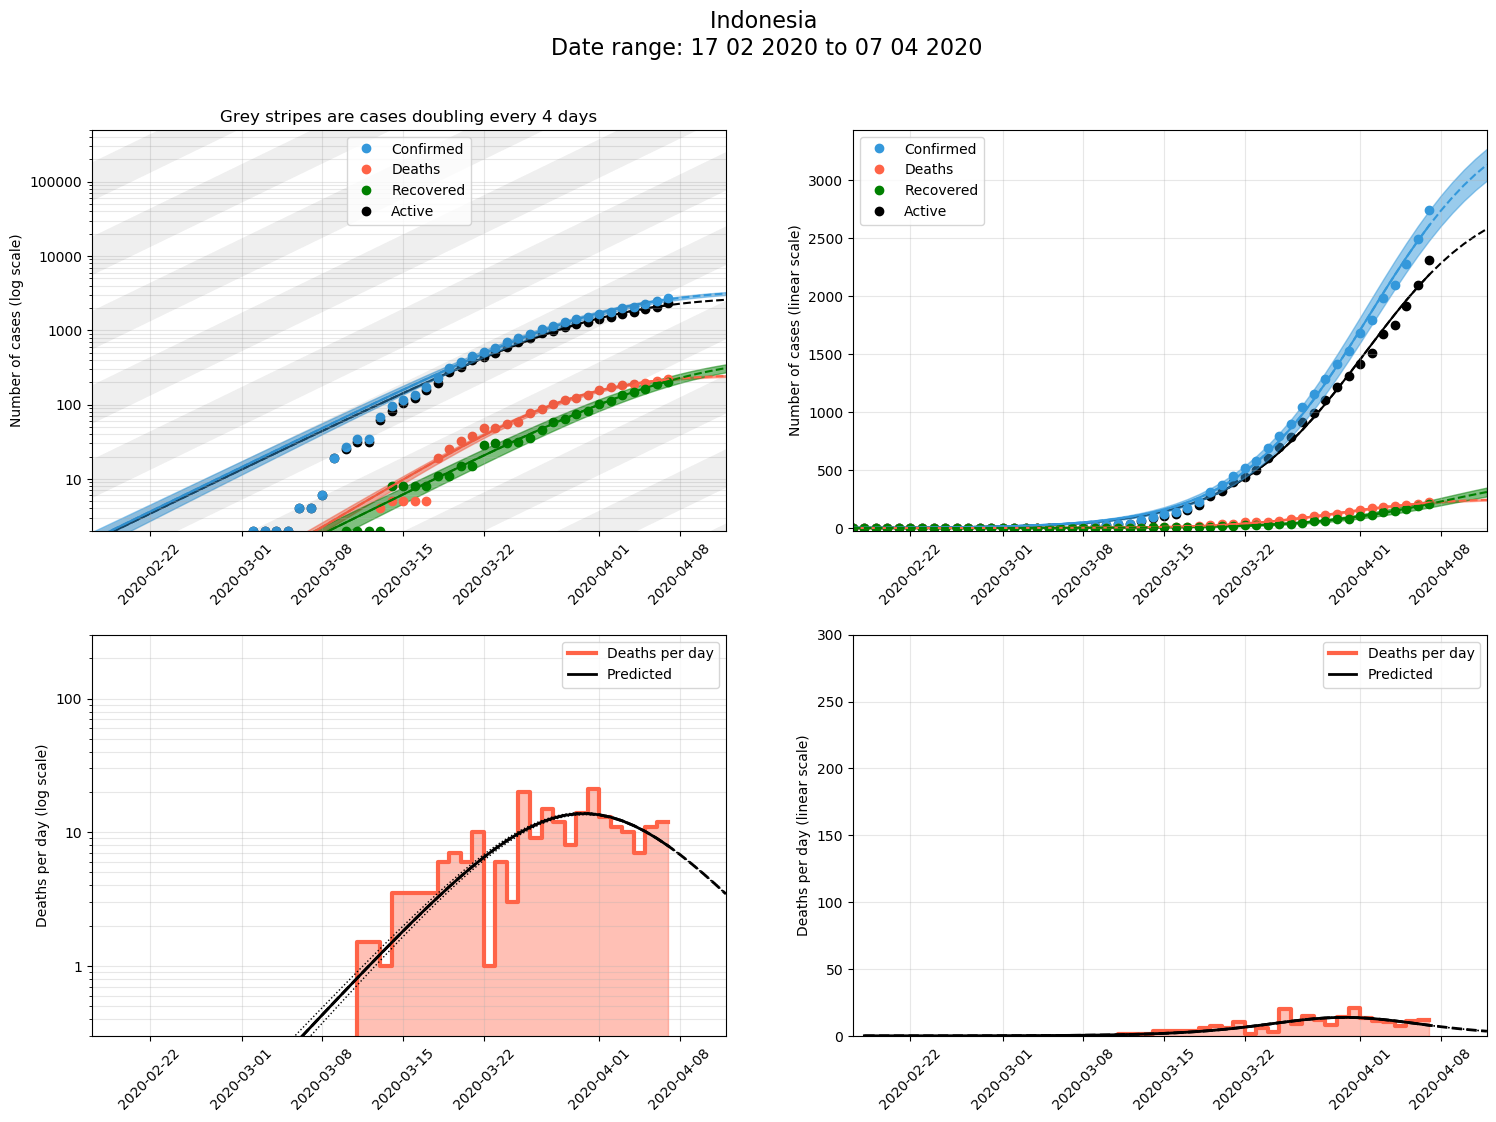 Indonesia
Date range: 17 02 2020 to 07 04 2020
Grey stripes are cases doubling every 4 days
Number of cases (log scale)
100000
10000
1000
100
10
Confirmed
Deaths
Recovered
Active
2020-02-22
2020-03-01
2020-03-08
2020-03-15
2020-03-22
2020-04-01
2020-04-08
Number of cases (linear scale)
3000
2500
2000
1500
1000
500
0
Confirmed
Deaths
Recovered
Active
2020-02-22
2020-03-01
2020-03-08
2020-03-15
2020-03-22
2020-04-01
2020-04-08
Deaths per day (log scale)
100
10
1
Deaths per day
Predicted
2020-02-22
2020-03-01
2020-03-08
2020-03-15
2020-03-22
2020-04-01
2020-04-08
Deaths per day (linear scale)
300
250
200
150
100
50
0
Deaths per day
Predicted
2020-02-22
2020-03-01
2020-03-08
2020-03-15
2020-03-22
2020-04-01
2020-04-08